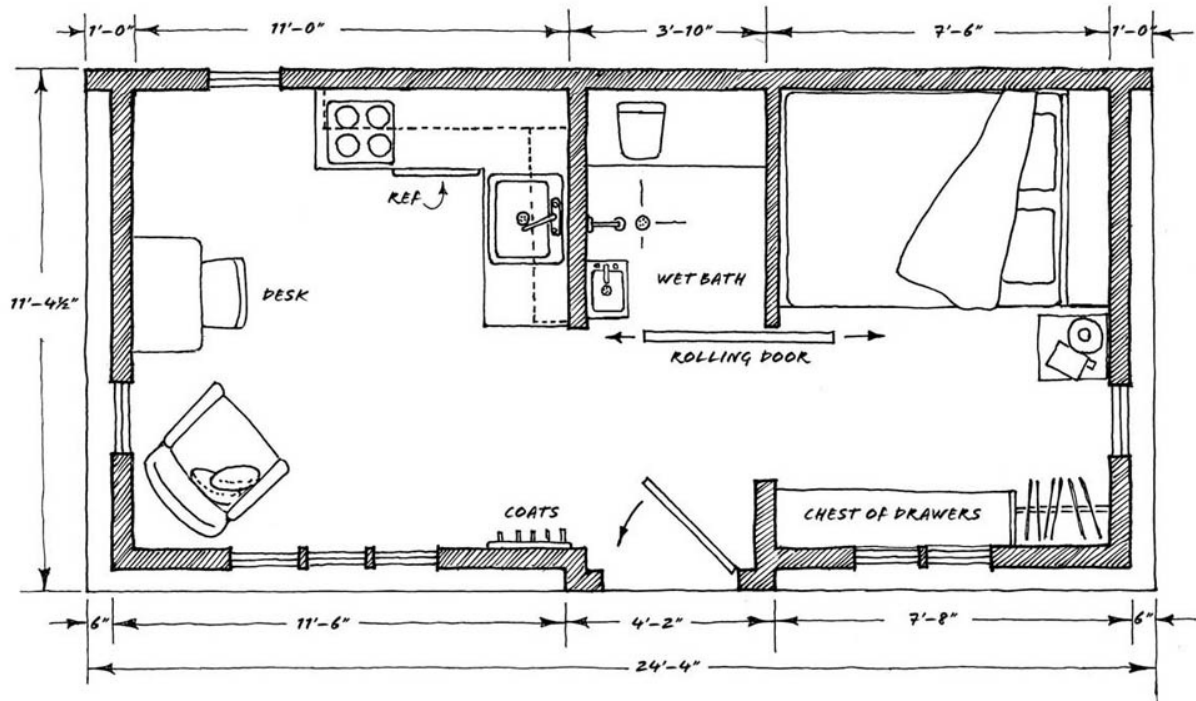 1'-0"
11'-0"
3'-10"
7'-6"
1'-0"
REF
DESK
WET BATH
11'-4½"
ROLLING DOOR
COATS
CHEST OF DRAWERS
6"
11'-6"
4'-2"
7'-8"
6"
24'-4"